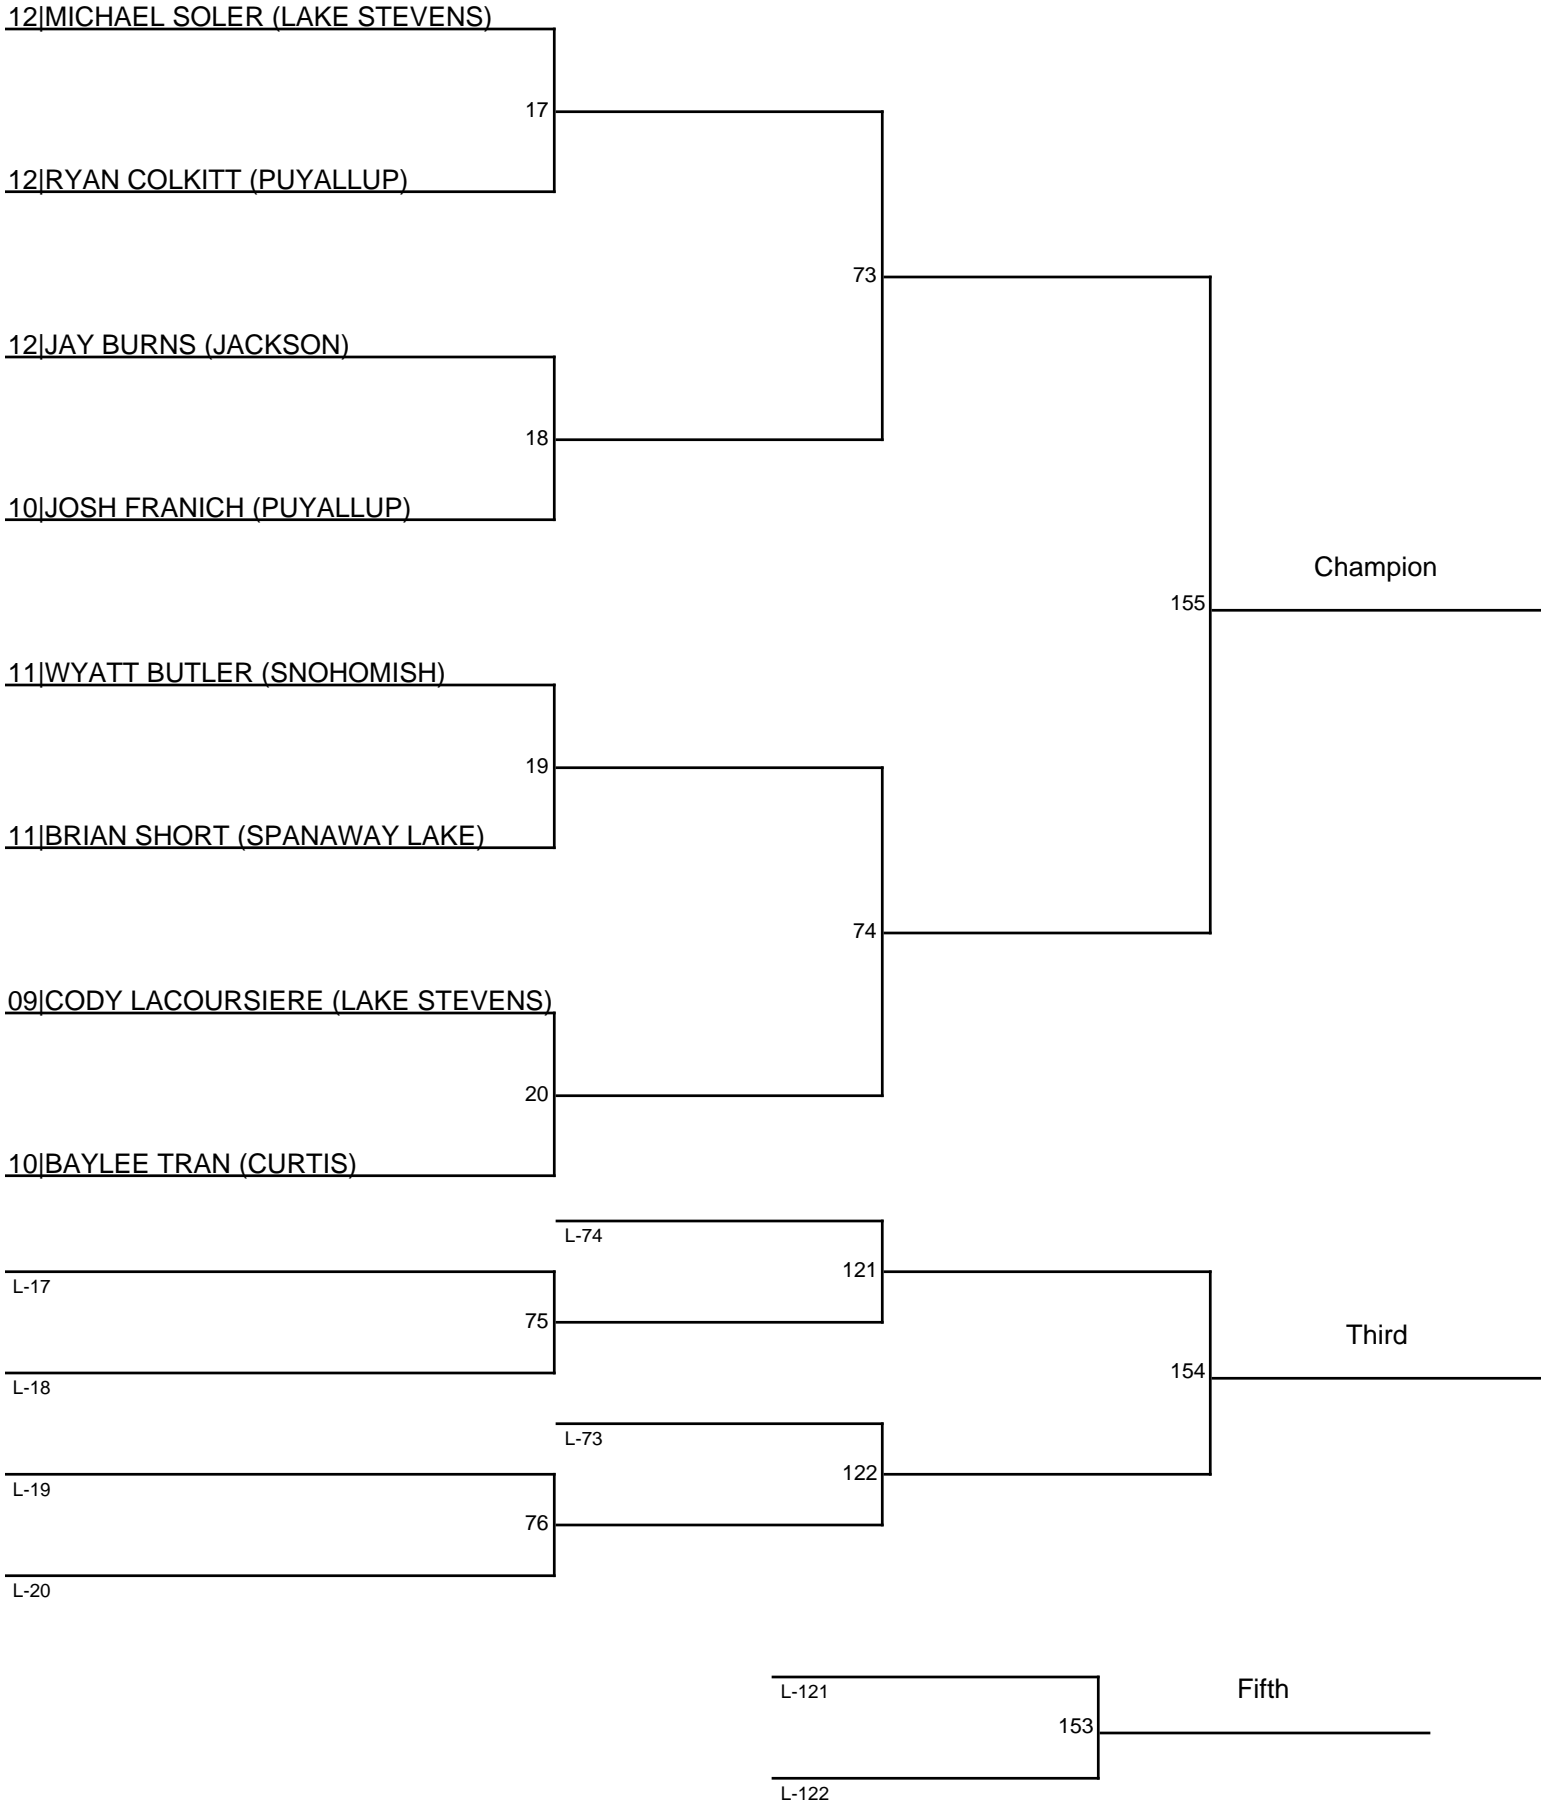 12|MICHAEL SOLER (LAKE STEVENS)
17
12|RYAN COLKITT (PUYALLUP)
73
12|JAY BURNS (JACKSON)
18
10|JOSH FRANICH (PUYALLUP)
Champion
155
11|WYATT BUTLER (SNOHOMISH)
19
11|BRIAN SHORT (SPANAWAY LAKE)
74
09|CODY LACOURSIERE (LAKE STEVENS)
20
10|BAYLEE TRAN (CURTIS)
L-74
121
L-17
75
Third
154
L-18
L-73
122
L-19
76
L-20
L-121
Fifth
153
L-122